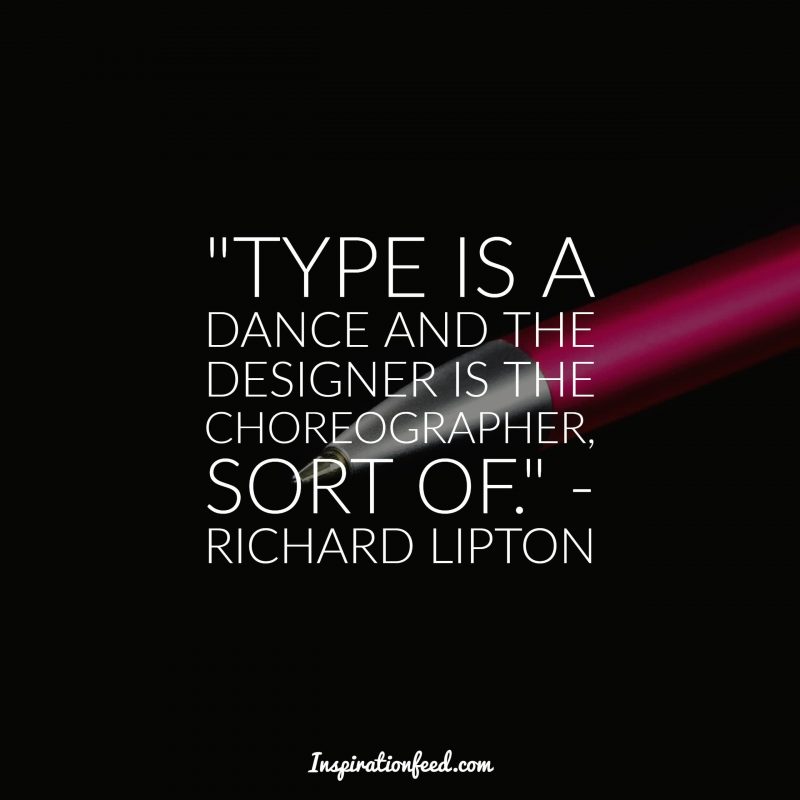 "TYPE IS A
DANCE AND THE
DESIGNER IS THE
CHOREOGRAPHER,
SORT OF." -
RICHARD LIPTON
Inspirationfeed.com